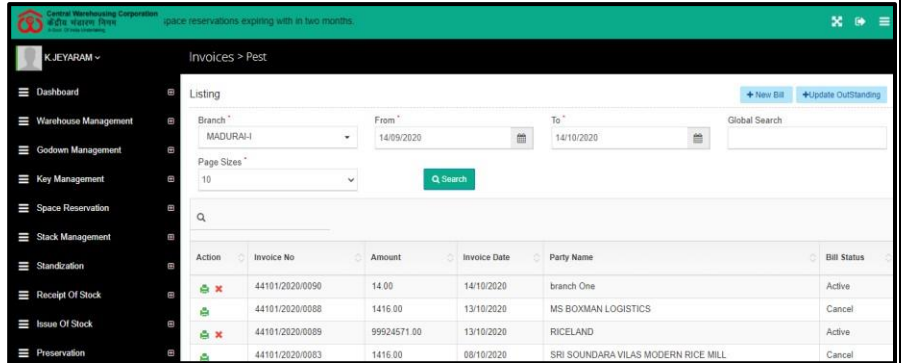 Central Warehousing Corporation
केंद्रीय भंडारण निगम
space reservations expiring with in two months.
K.JEYARAM
Invoices > Pest
Dashboard
Warehouse Management
Godown Management
Key Management
Space Reservation
Stack Management
Standization
Receipt Of Stock
Issue Of Stock
Preservation
Listing
+ New Bill +Update OutStanding
Branch * From * To * Global Search
MADURAI-I 14/09/2020 14/10/2020
Page Sizes *
10 Search
Action Invoice No Amount Invoice Date Party Name Bill Status
44101/2020/0090 14.00 14/10/2020 branch One Active
44101/2020/0088 1416.00 13/10/2020 MS BOXMAN LOGISTICS Cancel
44101/2020/0089 99924571.00 13/10/2020 RICELAND Active
44101/2020/0083 1416.00 08/10/2020 SRI SOUNDARA VILAS MODERN RICE MILL Cancel